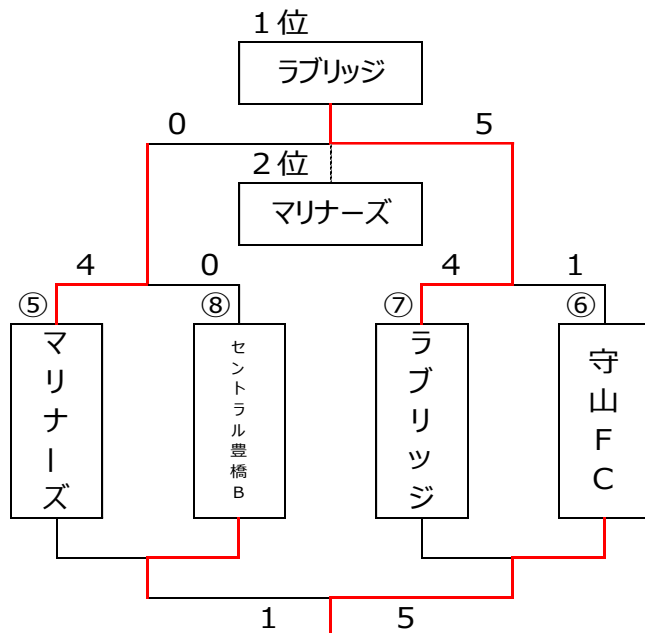 1位
ラブリッジ
0 5
2位
マリナーズ
4 0 4 1
⑤ ⑧ ⑦ ⑥
マリナーズ
セントラル豊橋B
ラブリッジ
守山FC
1 5